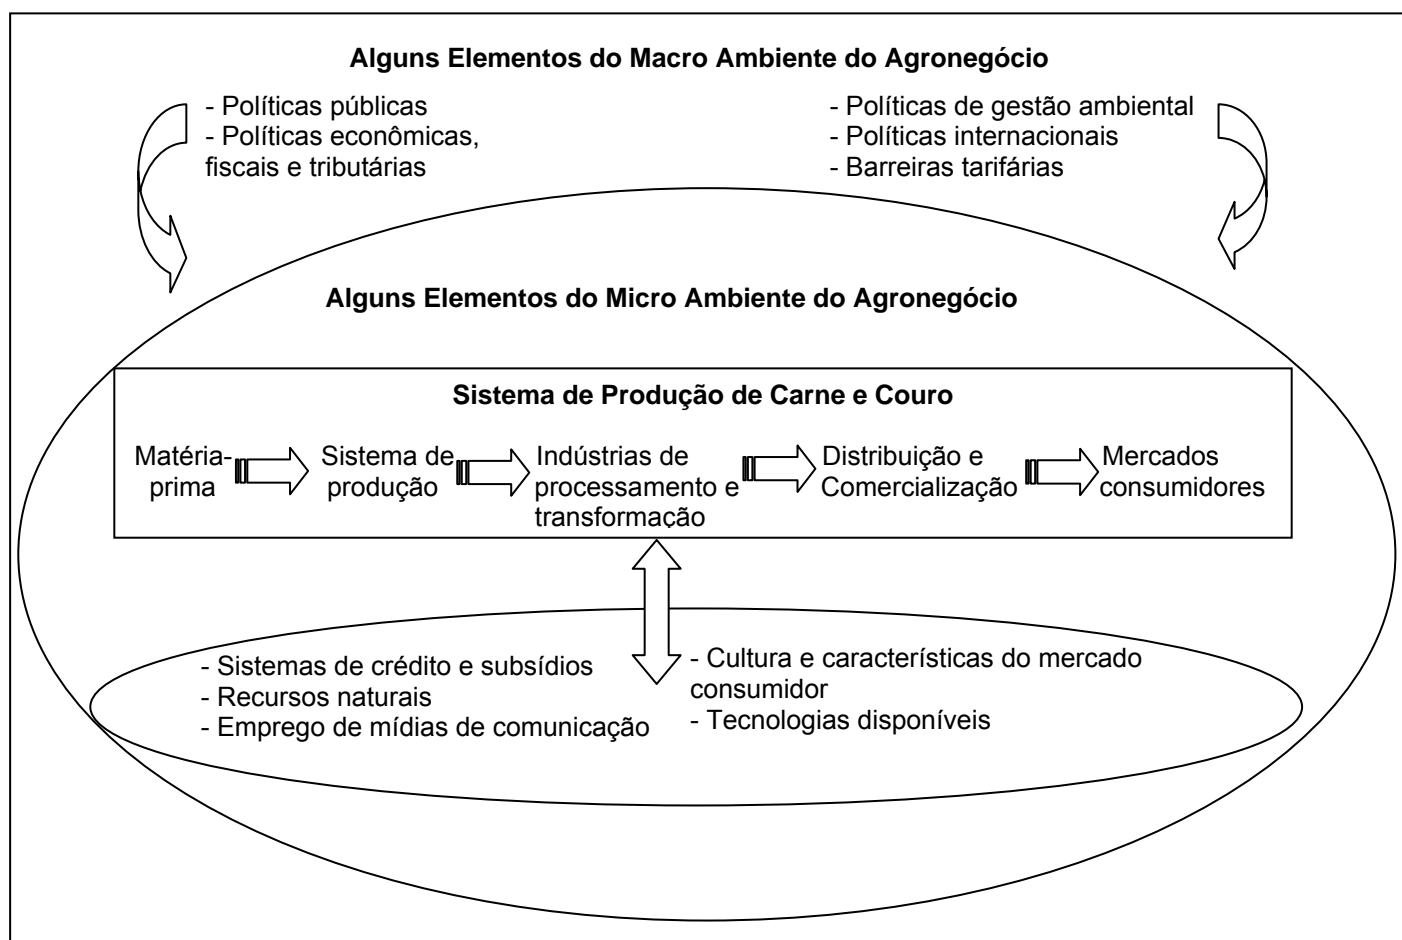 Alguns Elementos do Macro Ambiente do Agronegócio
- Políticas públicas
- Políticas econômicas,
fiscais e tributárias
- Políticas de gestão ambiental
- Políticas internacionais
- Barreiras tarifárias
Alguns Elementos do Micro Ambiente do Agronegócio
Sistema de Produção de Carne e Couro
Matéria-
prima
Sistema de
produção
Indústrias de
processamento e
transformação
Distribuição e
Comercialização
Mercados
consumidores
- Sistemas de crédito e subsídios
- Recursos naturais
- Emprego de mídias de comunicação
- Cultura e características do mercado
consumidor
- Tecnologias disponíveis